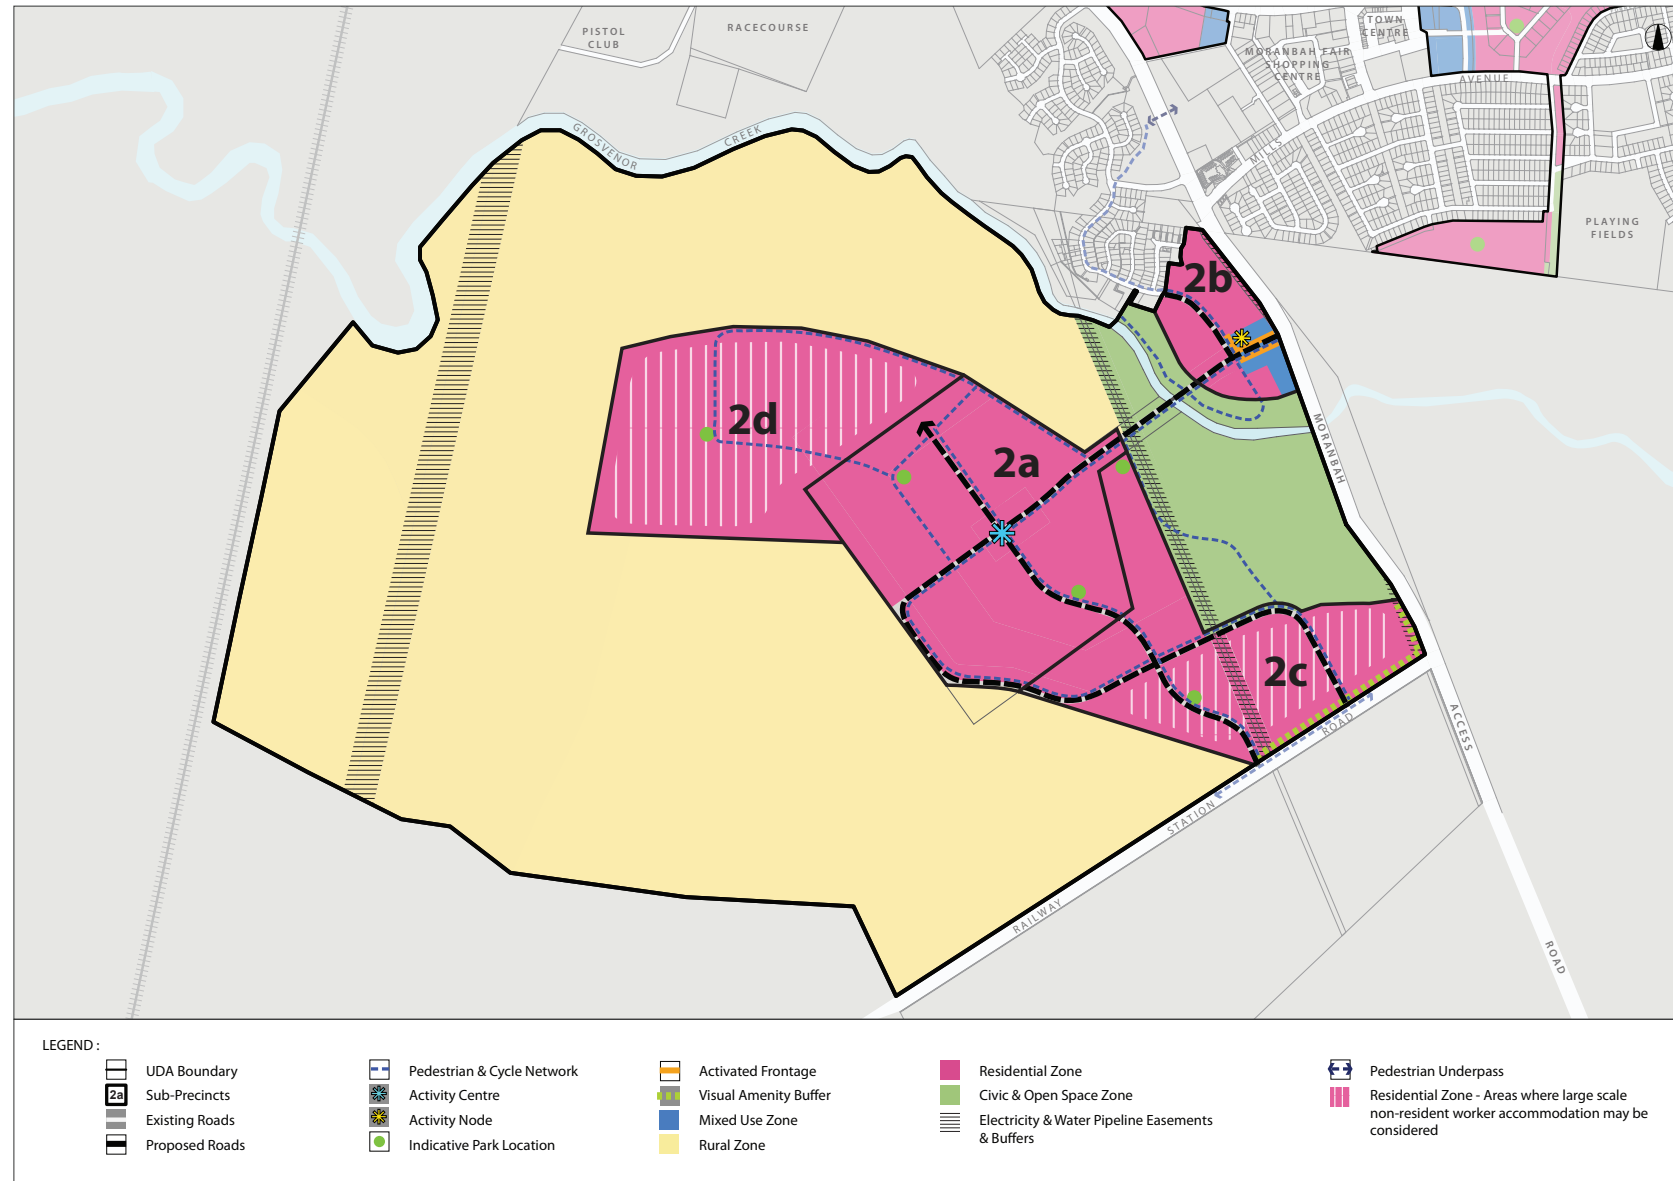 PISTOL
CLUB
RACECOURSE
TOWN
CENTRE
MORANBAH FAIR
SHOPPING
CENTRE
AVENUE
MILLS
GROSVENOR
CREEK
PLAYING
FIELDS
2b
2d
2a
2c
MORANBAH
ACCESS
ROAD
ROAD
STATION
RAILWAY
LEGEND :
UDA Boundary
2a
Sub-Precincts
Existing Roads
Proposed Roads
Pedestrian & Cycle Network
Activity Centre
Activity Node
Indicative Park Location
Activated Frontage
Visual Amenity Buffer
Mixed Use Zone
Rural Zone
Residential Zone
Civic & Open Space Zone
Electricity & Water Pipeline Easements
& Buffers
Pedestrian Underpass
Residential Zone - Areas where large scale
non-resident worker accommodation may be
considered